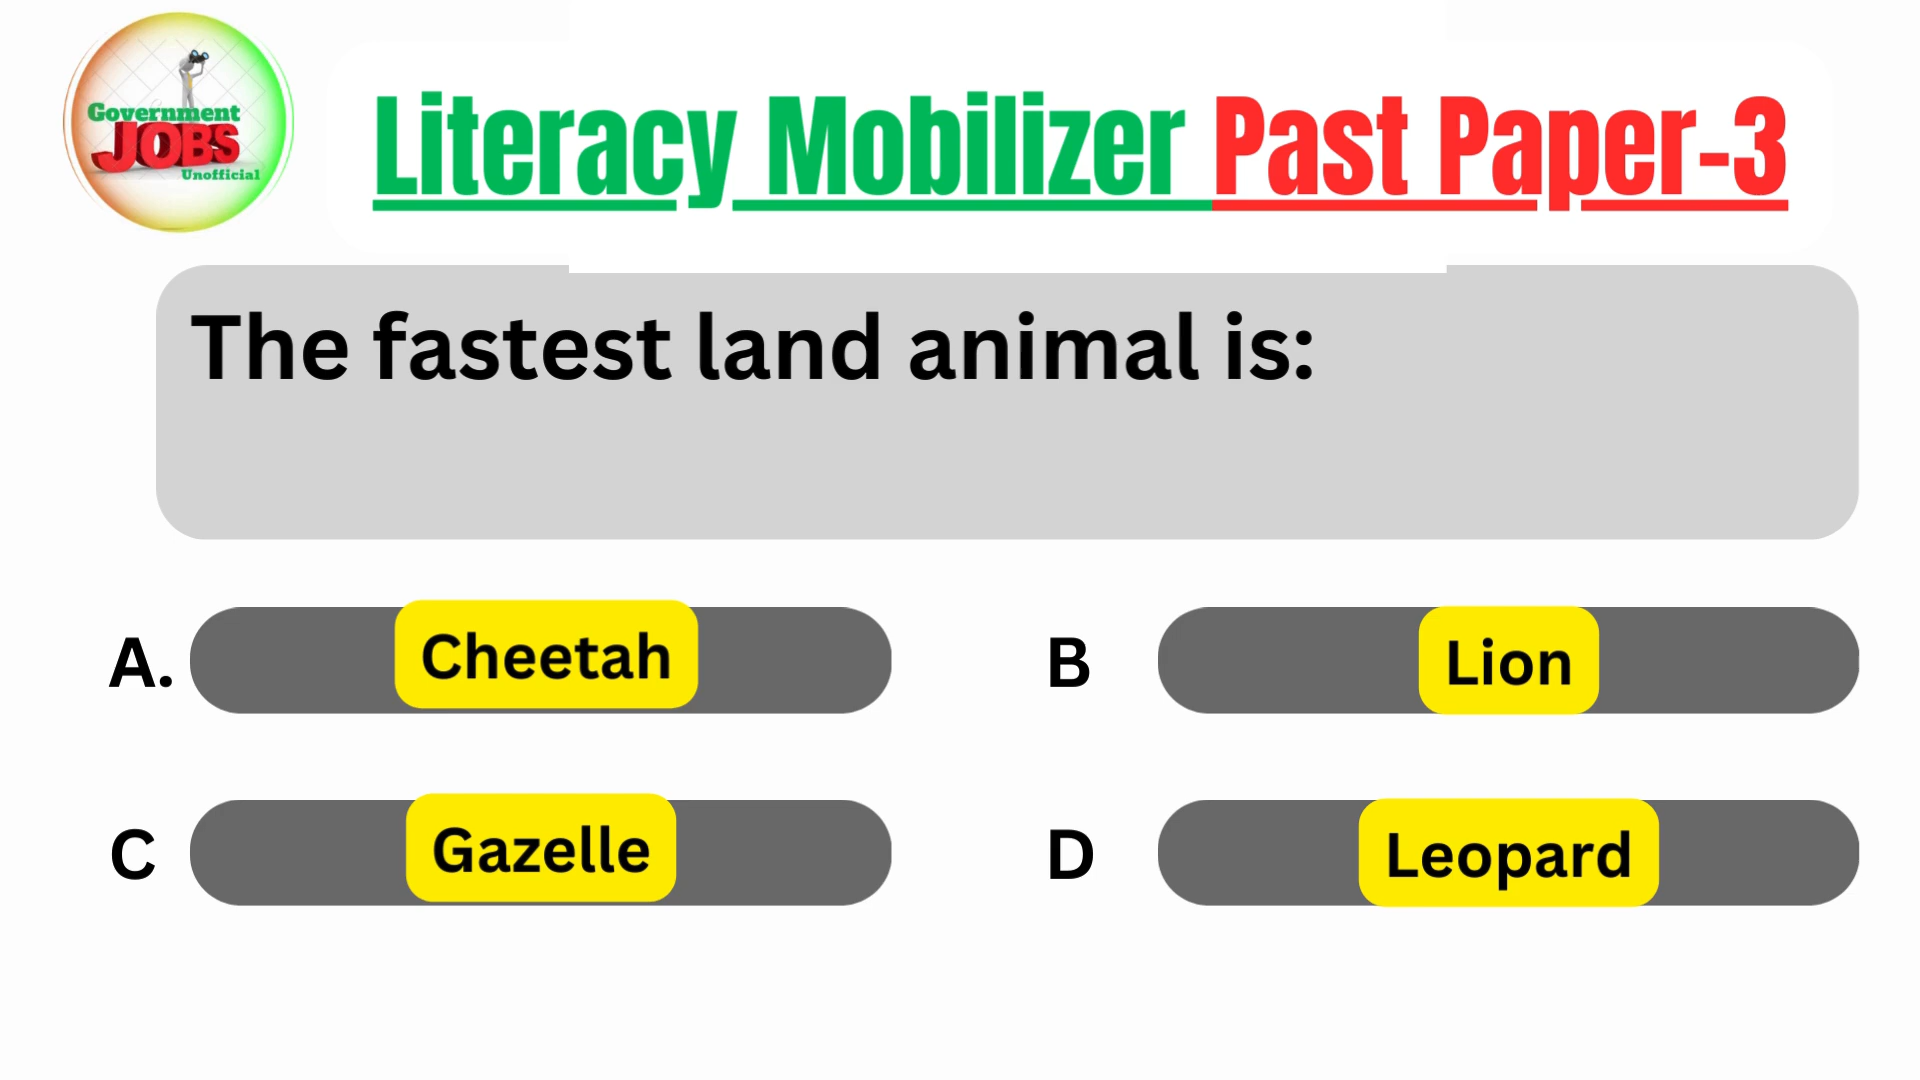 Government
JOBS
Unofficial
Literacy Mobilizer Past Paper-3
The fastest land animal is:
A. Cheetah
B Lion
C Gazelle
D Leopard